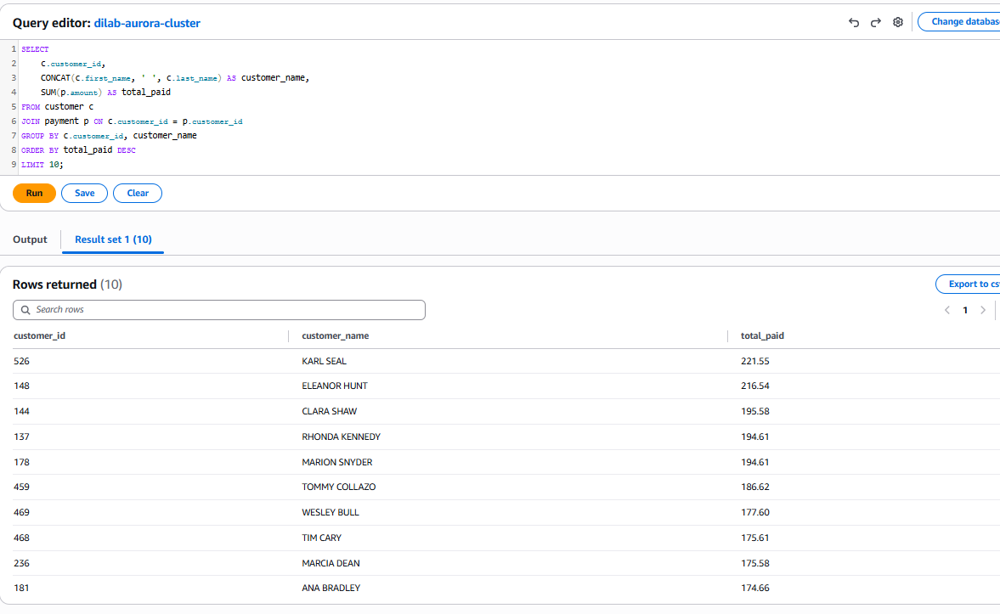 Query editor: dilab-aurora-cluster
Change databas
1 SELECT
2     c.customer_id,
3     CONCAT(c.first_name, ' ', c.last_name) AS customer_name,
4     SUM(p.amount) AS total_paid
5 FROM customer c
6 JOIN payment p ON c.customer_id = p.customer_id
7 GROUP BY c.customer_id, customer_name
8 ORDER BY total_paid DESC
9 LIMIT 10;
Run Save Clear
Output Result set 1 (10)
Rows returned (10)
Export to cs
Search rows
1
customer_id customer_name total_paid
526 KARL SEAL 221.55
148 ELEANOR HUNT 216.54
144 CLARA SHAW 195.58
137 RHONDA KENNEDY 194.61
178 MARION SNYDER 194.61
459 TOMMY COLLAZO 186.62
469 WESLEY BULL 177.60
468 TIM CARY 175.61
236 MARCIA DEAN 175.58
181 ANA BRADLEY 174.66